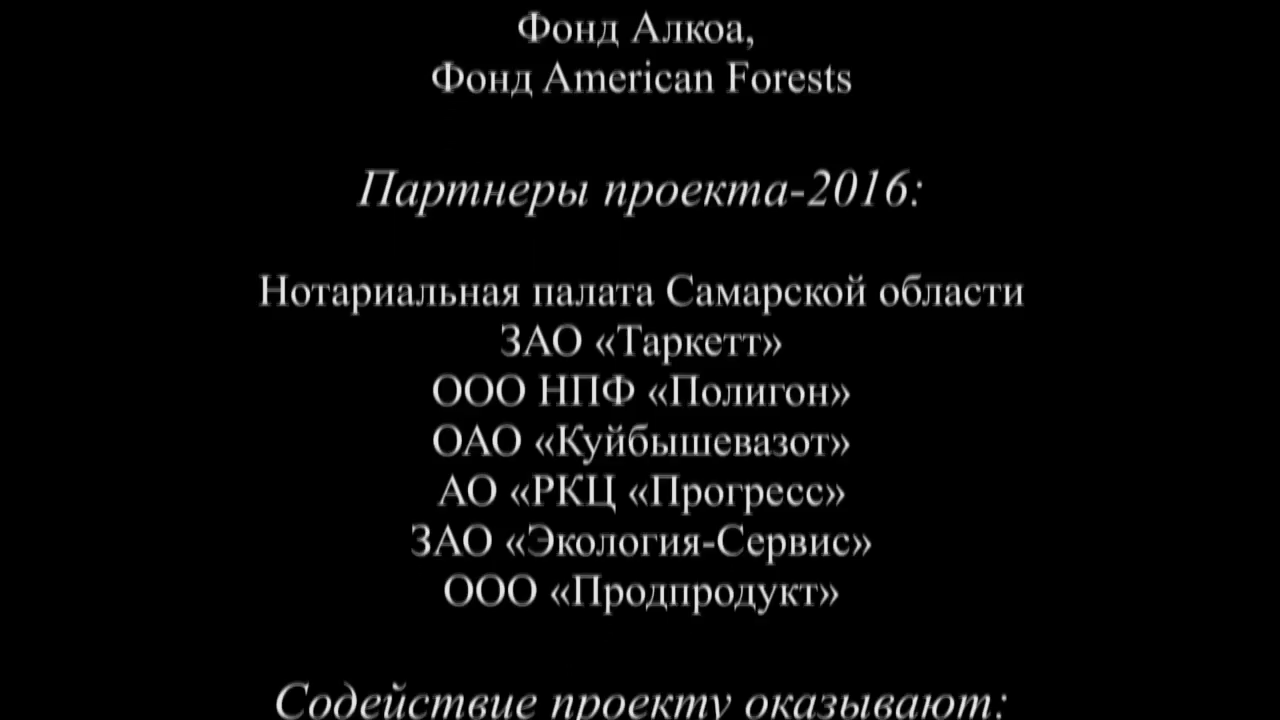 Фонд Алкоа,
Фонд American Forests
Партнеры проекта-2016:
Нотариальная палата Самарской области
ЗАО «Таркетт»
ООО НПФ «Полигон»
ОАО «Куйбышевазот»
АО «РКЦ «Прогресс»
ЗАО «Экология-Сервис»
ООО «Продпродукт»
Содействие проекту оказывают: